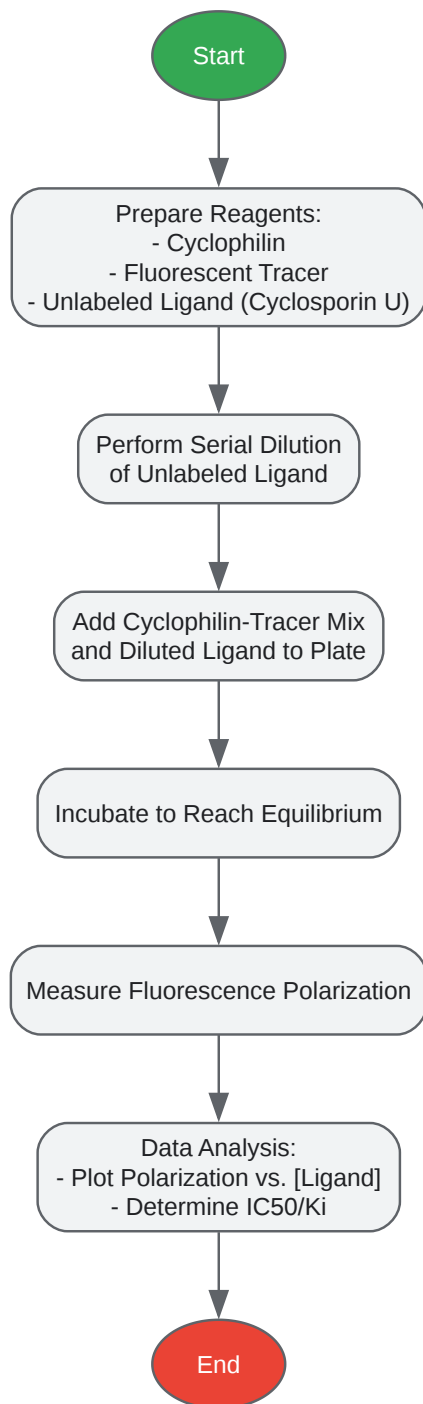 Start
Prepare Reagents:
- Cyclophilin
- Fluorescent Tracer
- Unlabeled Ligand (Cyclosporin U)
Perform Serial Dilution
of Unlabeled Ligand
Add Cyclophilin-Tracer Mix
and Diluted Ligand to Plate
Incubate to Reach Equilibrium
Measure Fluorescence Polarization
Data Analysis:
- Plot Polarization vs. [Ligand]
- Determine IC50/Ki
End